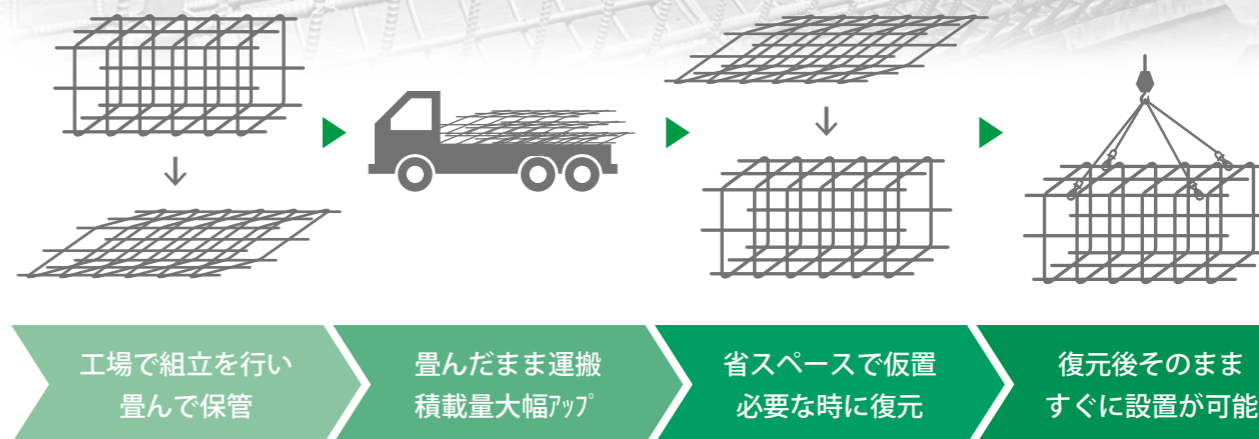 工場で組立を行い
畳んで保管
畳んだまま運搬
積載量大幅ｱｯﾌﾟ
省スペースで仮置
必要な時に復元
復元後そのまま
すぐに設置が可能